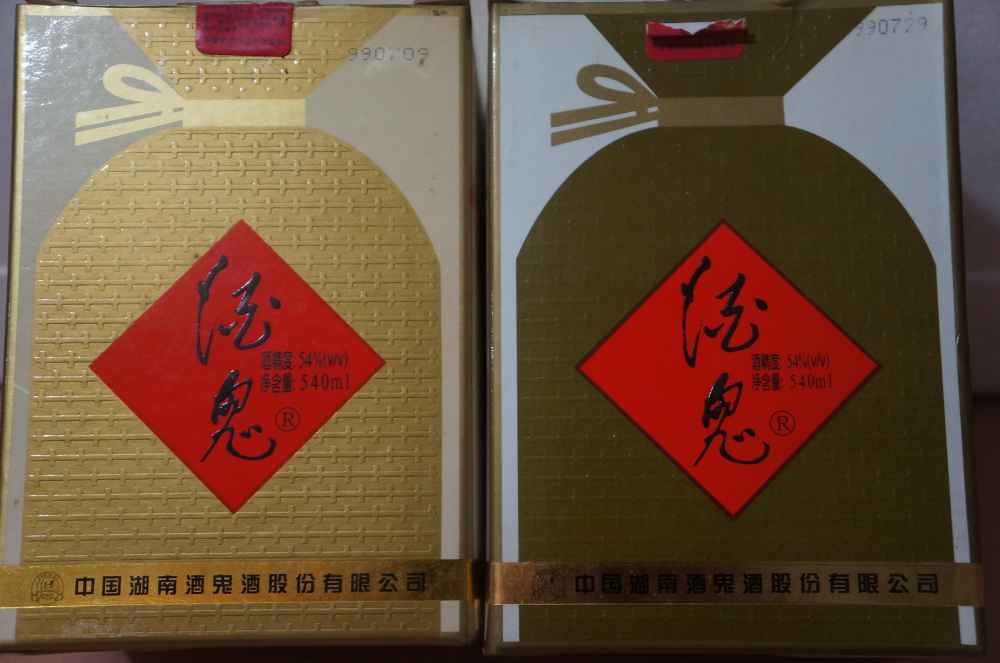 990709
酒鬼
酒精度: 54%(v/v)
净含量: 540ml
®
中国湖南酒鬼酒股份有限公司
990729
酒鬼
酒精度: 54%(v/v)
净含量: 540ml
®
中国湖南酒鬼酒股份有限公司